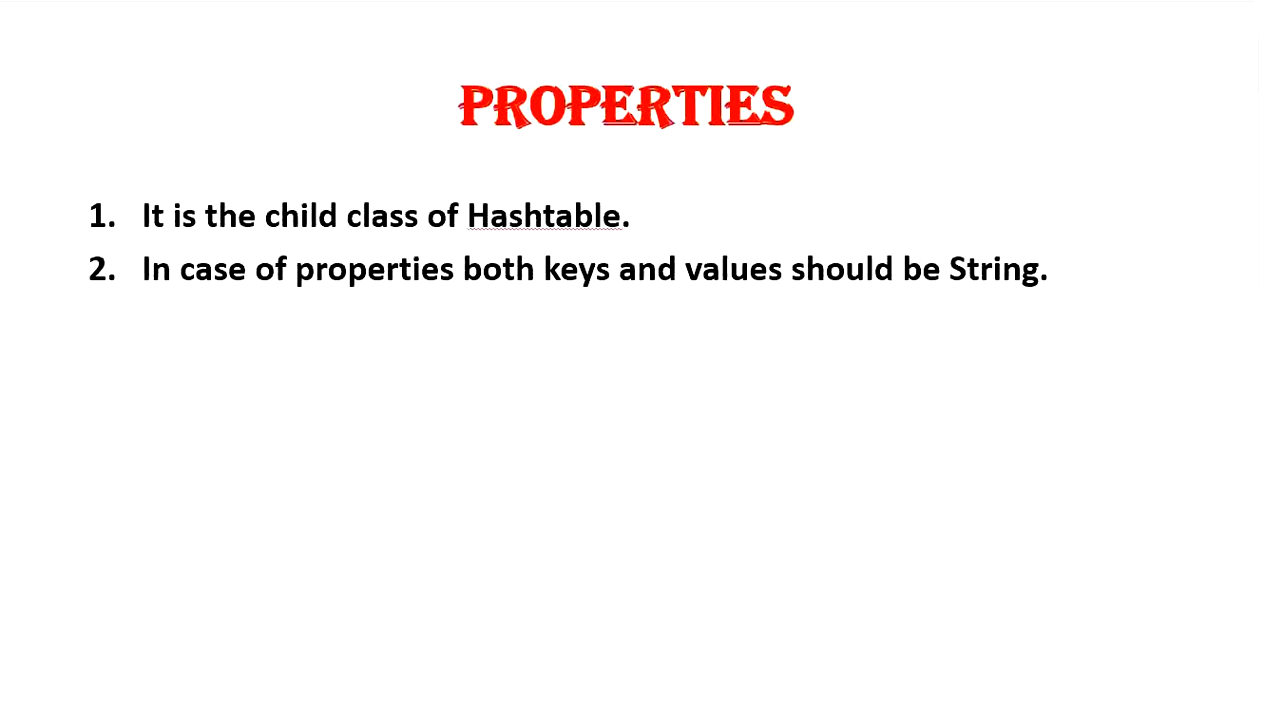 PROPERTIES
1. It is the child class of Hashtable.
2. In case of properties both keys and values should be String.